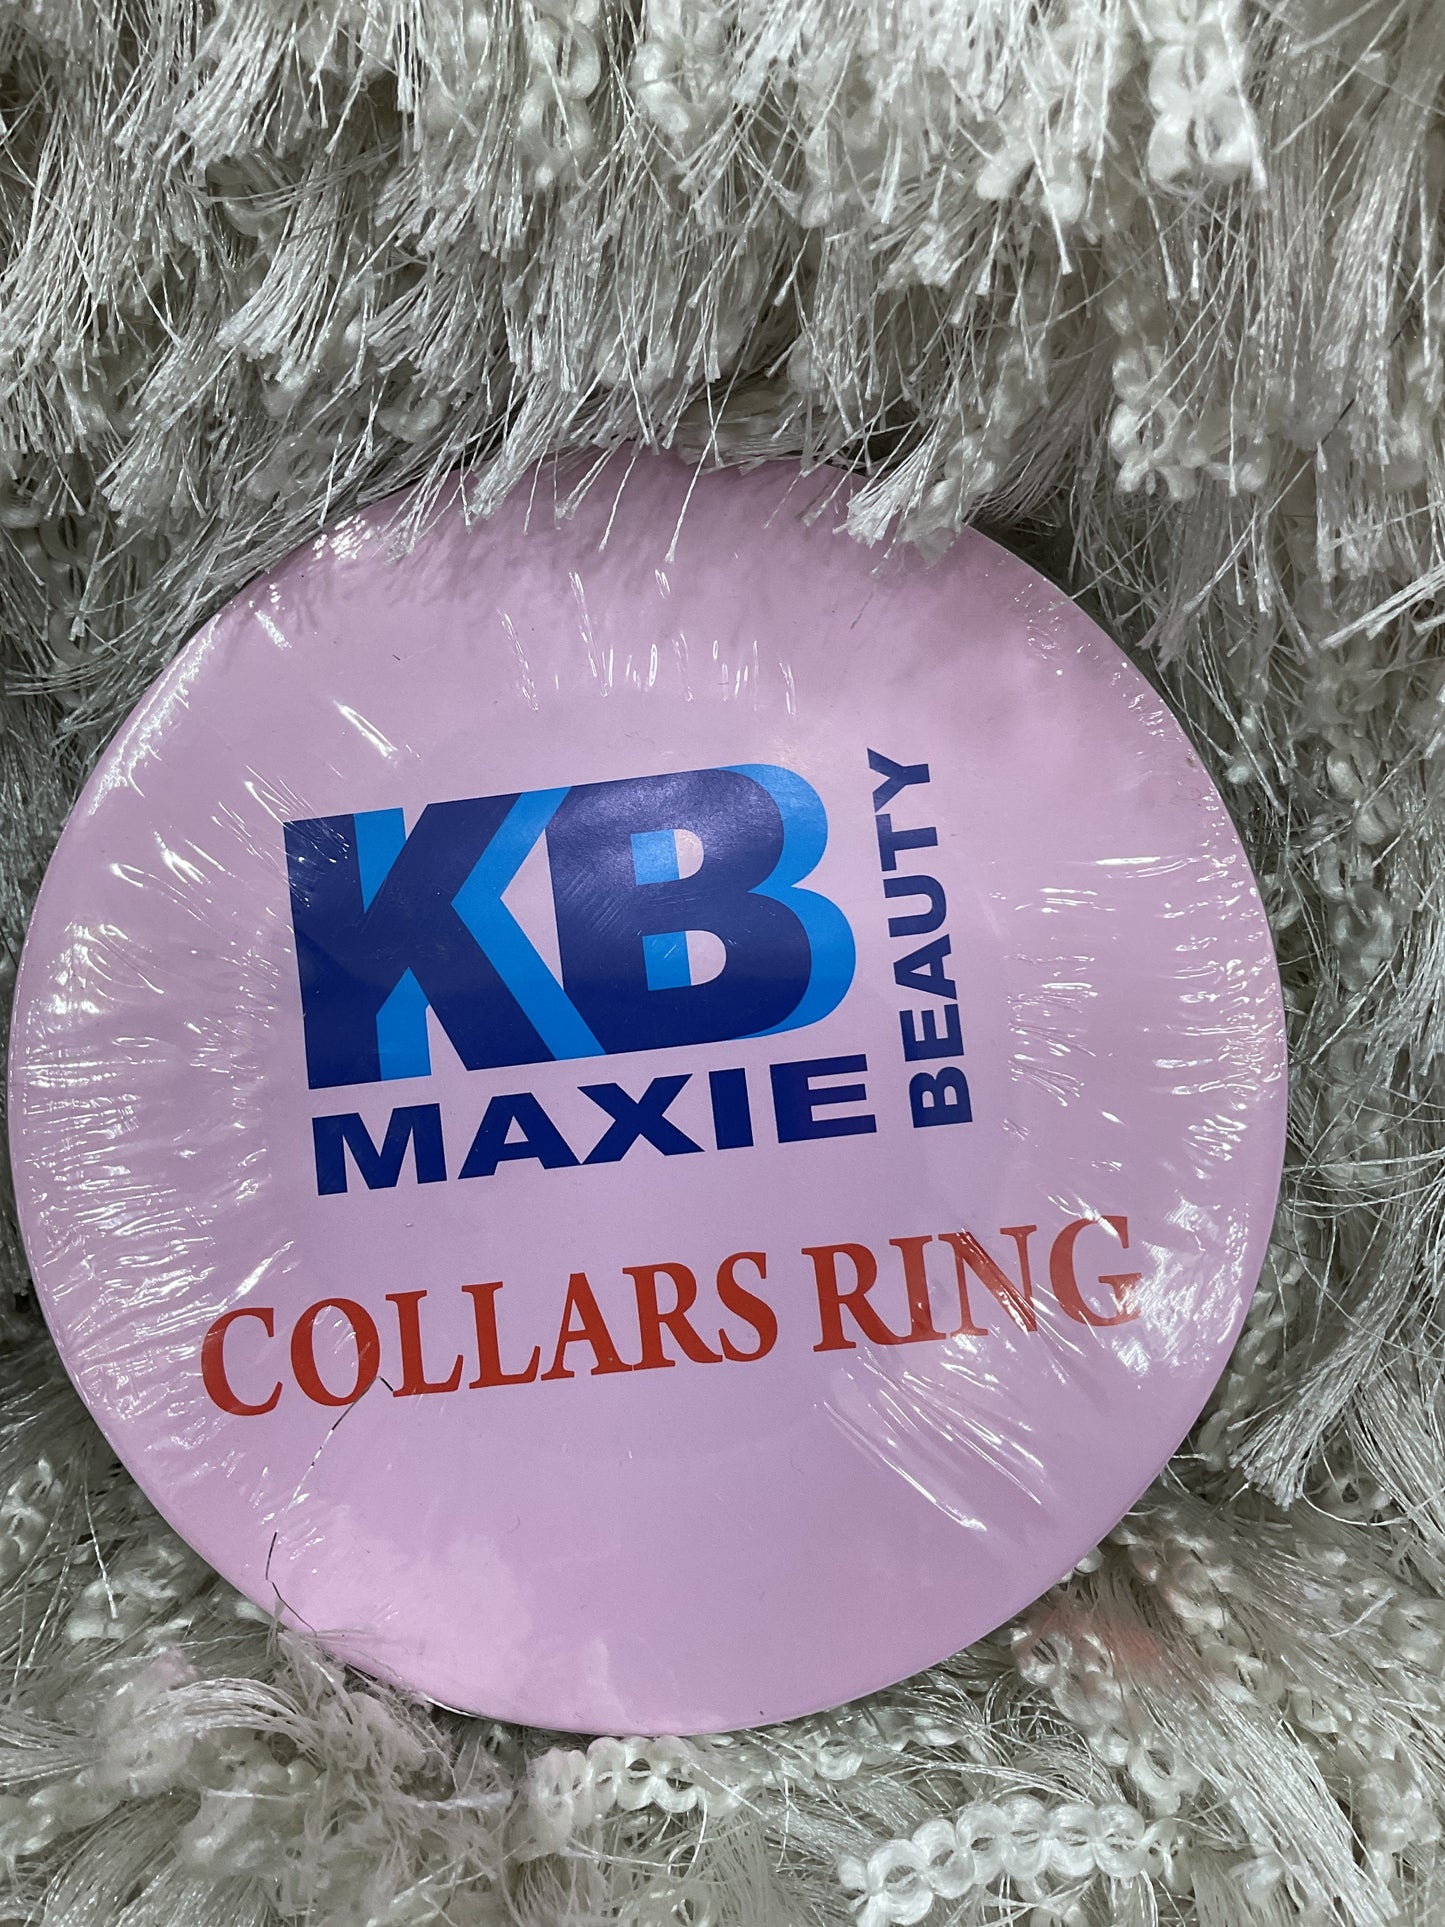 KB
MAXIE
BEAUTY
COLLARS RING